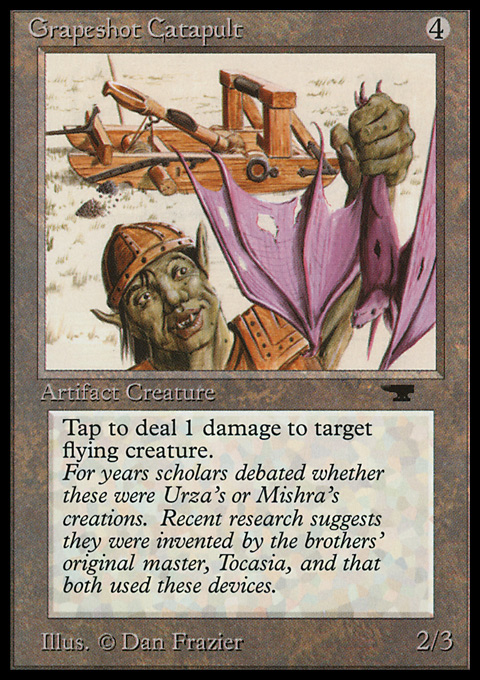 Grapeshot Catapult
4
Artifact Creature
Tap to deal 1 damage to target
flying creature.
For years scholars debated whether
these were Urza's or Mishra's
creations. Recent research suggests
they were invented by the brothers'
original master, Tocasia, and that
both used these devices.
Illus. © Dan Frazier
2/3